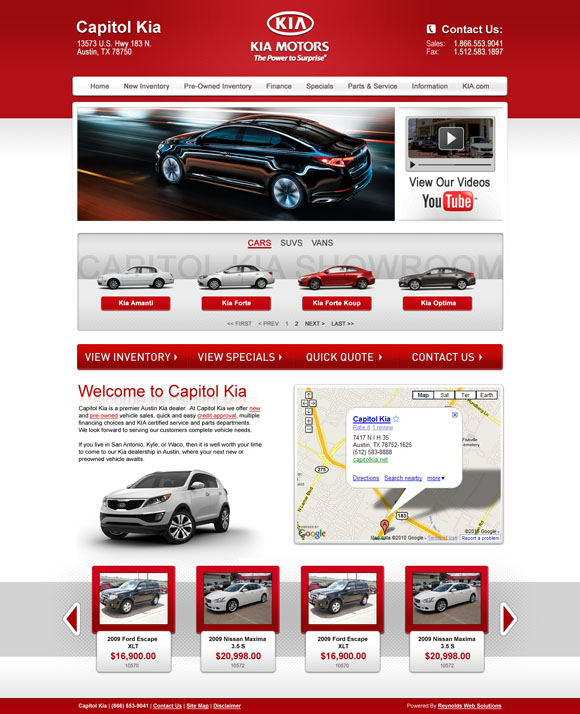 Capitol Kia
13573 U.S. Hwy 183 N.
Austin, TX 78750
KIA
KIA MOTORS
The Power to Surprise"
Contact Us:
Sales: 1.866.553.9041
Fax: 1.512.583.1897
Home New Inventory Pre-Owned Inventory Finance Specials Parts & Service Information KIA.com
View Our Videos
YouTube
CARS SUVS VANS
CAPITOL KIA SHOWROOM
Kia Amanti Kia Forte Kia Forte Koup Kia Optima
<< FIRST < PREV 1 2 NEXT > LAST >>
VIEW INVENTORY VIEW SPECIALS QUICK QUOTE CONTACT US
Welcome to Capitol Kia
Capitol Kia is a premier Austin Kia dealer. At Capitol Kia we offer new
and pre-owned vehicle sales, quick and easy credit approval, multiple
financing choices and KIA certified service and parts departments.
We look forward to serving our customers complete vehicle needs.
If you live in San Antonio, Kyle, or Waco, then it is well worth your time
to come to our Kia dealership in Austin, where your next new or
preowned vehicle awaits.
Map Sat Ter Earth
Capitol Kia
Rate it 1 review
7417 N I H 35
Austin, TX 78752-1625
(512) 583-8888
capitolkia.net
Directions Search nearby more▾
275
N Lamar Blvd
183
A
POWERED BY
Google
Map data ©2010 Google - Terms of Use
©2010 Google -
Report a problem
2009 Ford Escape
XLT
$16,900.00
10570
2009 Nissan Maxima
3.5 S
$20,998.00
10572
2009 Ford Escape
XLT
$16,900.00
10570
2009 Nissan Maxima
3.5 S
$20,998.00
10572
Capitol Kia | (866) 553-9041 | Contact Us | Site Map | Disclaimer
Powered By Reynolds Web Solutions